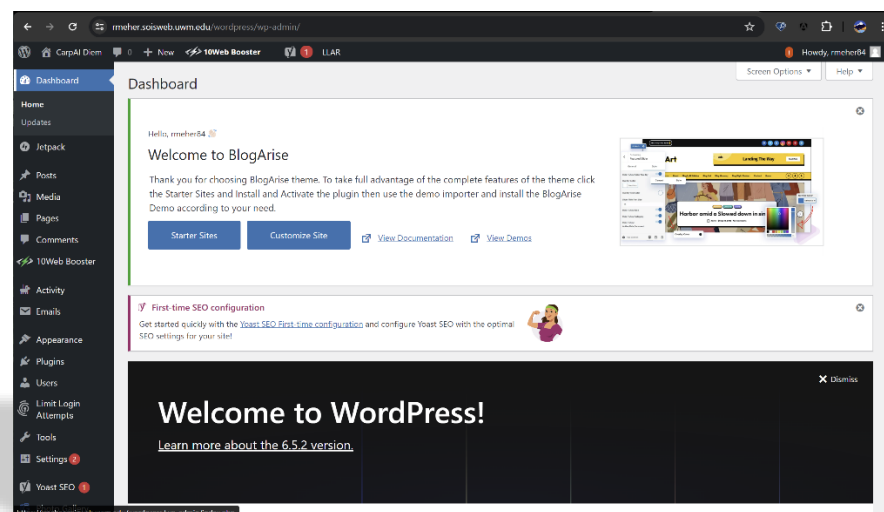 rmeher.soisweb.uwm.edu/wordpress/wp-admin/
CarpAI Diem 0 + New 10Web Booster 1 LLAR Howdy, rmeher84
Screen Options Help
Dashboard
Home
Updates
Jetpack
Posts
Media
Pages
Comments
10Web Booster
Activity
Emails
Appearance
Plugins
Users
Limit Login
Attempts
Tools
Settings 2
Yoast SEO 1
Dashboard
Hello, rmeher84
Welcome to BlogArise
Thank you for choosing BlogArise theme. To take full advantage of the complete features of the theme click
the Starter Sites and Install and Activate the plugin then use the demo importer and install the BlogArise
Demo according to your need.
Starter Sites Customize Site View Documentation View Demos
Art
Landing The Way
Harbor amid a Slowed down in
First-time SEO configuration
Get started quickly with the Yoast SEO First-time configuration and configure Yoast SEO with the optimal
SEO settings for your site!
Dismiss
Welcome to WordPress!
Learn more about the 6.5.2 version.